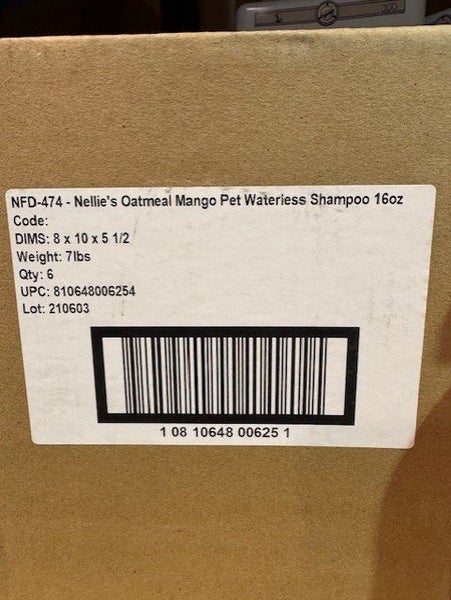 NFD-474 - Nellie's Oatmeal Mango Pet Waterless Shampoo 16oz
Code:
DIMS: 8 x 10 x 5 1/2
Weight: 7lbs
Qty: 6
UPC: 810648006254
Lot: 210603
1 08 10648 00625 1